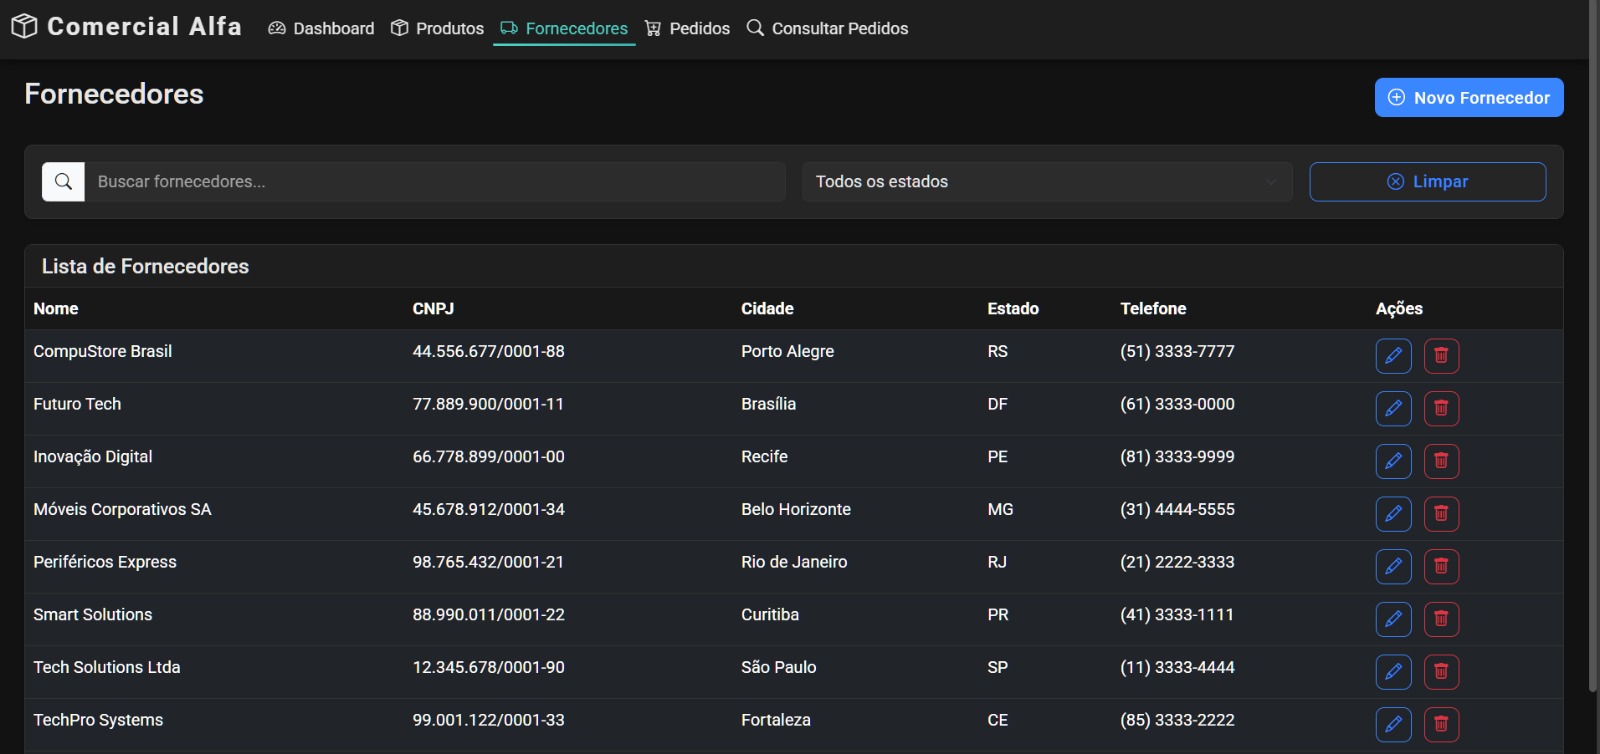 Comercial Alfa Dashboard Produtos Fornecedores Pedidos Consultar Pedidos
Fornecedores
Novo Fornecedor
Buscar fornecedores... Todos os estados Limpar
Lista de Fornecedores
Nome CNPJ Cidade Estado Telefone Ações
CompuStore Brasil 44.556.677/0001-88 Porto Alegre RS (51) 3333-7777
Futuro Tech 77.889.900/0001-11 Brasília DF (61) 3333-0000
Inovação Digital 66.778.899/0001-00 Recife PE (81) 3333-9999
Móveis Corporativos SA 45.678.912/0001-34 Belo Horizonte MG (31) 4444-5555
Periféricos Express 98.765.432/0001-21 Rio de Janeiro RJ (21) 2222-3333
Smart Solutions 88.990.011/0001-22 Curitiba PR (41) 3333-1111
Tech Solutions Ltda 12.345.678/0001-90 São Paulo SP (11) 3333-4444
TechPro Systems 99.001.122/0001-33 Fortaleza CE (85) 3333-2222